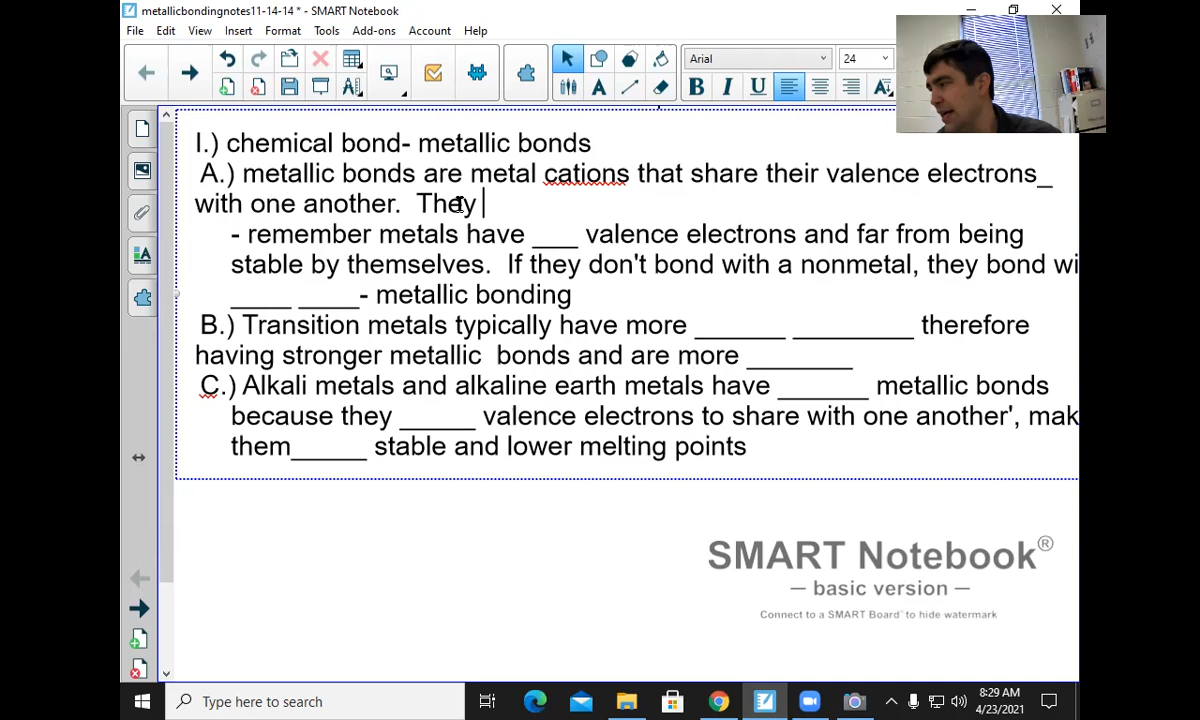 metallicbondingnotes11-14-14 * - SMART Notebook
File Edit View Insert Format Tools Add-ons Account Help
Arial 24
B I U
I.) chemical bond- metallic bonds
A.) metallic bonds are metal cations that share their valence electrons_
with one another. They
- remember metals have ___ valence electrons and far from being
stable by themselves. If they don't bond with a nonmetal, they bond wi
____ ____- metallic bonding
B.) Transition metals typically have more ______ ________ therefore
having stronger metallic bonds and are more _______
C.) Alkali metals and alkaline earth metals have ______ metallic bonds
because they _____ valence electrons to share with one another', mak
them_____ stable and lower melting points
SMART Notebook®
— basic version —
Connect to a SMART Board® to hide watermark
Type here to search
8:29 AM
4/23/2021